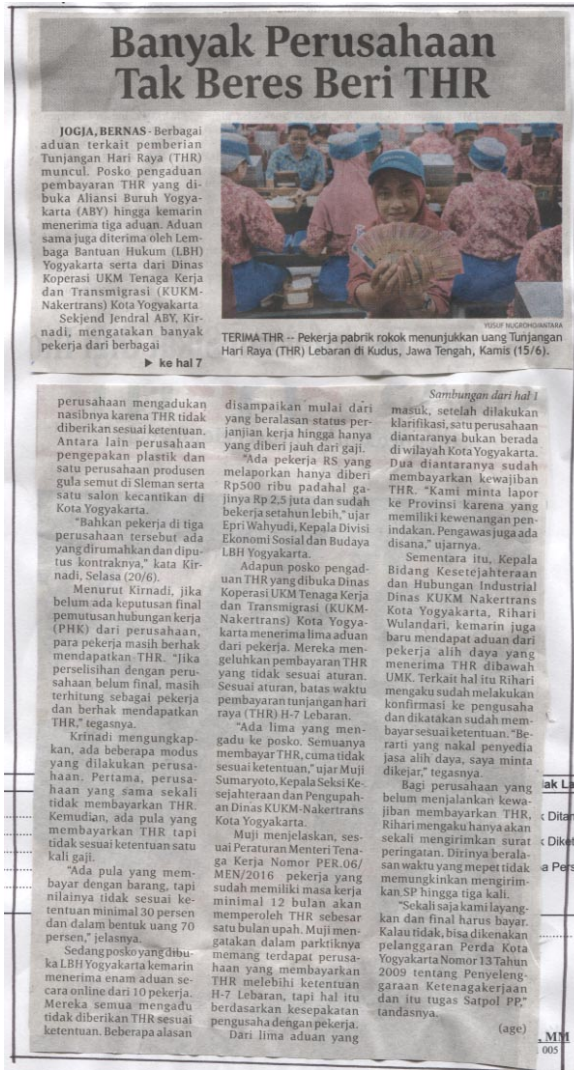 Banyak Perusahaan
Tak Beres Beri THR
JOGJA, BERNAS - Berbagai
aduan terkait pemberian
Tunjangan Hari Raya (THR)
muncul. Posko pengaduan
pembayaran THR yang di-
buka Aliansi Buruh Yogya-
karta (ABY) hingga kemarin
menerima tiga aduan. Aduan
sama juga diterima oleh Lem-
baga Bantuan Hukum (LBH)
Yogyakarta serta dari Dinas
Koperasi UKM Tenaga Kerja
dan Transmigrasi (KUKM-
Nakertrans) Kota Yogyakarta
Sekjend Jendral ABY, Kir-
nadi, mengatakan banyak
pekerja dari berbagai
▶ ke hal 7
YUSUF NUGROHO/ANTARA
TERIMA THR -- Pekerja pabrik rokok menunjukkan uang Tunjangan
Hari Raya (THR) Lebaran di Kudus, Jawa Tengah, Kamis (15/6).
perusahaan mengadukan
nasibnya karena THR tidak
diberikan sesuai ketentuan.
Antara lain perusahaan
pengepakan plastik dan
satu perusahaan produsen
gula semut di Sleman serta
satu salon kecantikan di
Kota Yogyakarta.
"Bahkan pekerja di tiga
perusahaan tersebut ada
yang dirumahkan dan dipu-
tus kontraknya," kata Kir-
nadi, Selasa (20/6).
Menurut Kirnadi, jika
belum ada keputusan final
pemutusan hubungan kerja
(PHK) dari perusahaan,
para pekerja masih berhak
mendapatkan THR. "Jika
perselisihan dengan peru-
sahaan belum final, masih
terhitung sebagai pekerja
dan berhak mendapatkan
THR," tegasnya.
Krinadi mengungkap-
kan, ada beberapa modus
yang dilakukan perusa-
haan. Pertama, perusa-
haan yang sama sekali
tidak membayarkan THR.
Kemudian, ada pula yang
membayarkan THR tapi
tidak sesuai ketentuan satu
kali gaji.
"Ada pula yang mem-
bayar dengan barang, tapi
nilainya tidak sesuai ke-
tentuan minimal 30 persen
dan dalam bentuk uang 70
persen," jelasnya.
Sedang posko yang dibu-
ka LBH Yogyakarta kemarin
menerima enam aduan se-
cara online dari 10 pekerja.
Mereka semua mengadu
tidak diberikan THR sesuai
ketentuan. Beberapa alasan
disampaikan mulai dari
yang beralasan status per-
janjian kerja hingga hanya
yang diberi jauh dari gaji.
"Ada pekerja RS yang
melaporkan hanya diberi
Rp500 ribu padahal ga-
jinya Rp 2,5 juta dan sudah
bekerja setahun lebih," ujar
Epri Wahyudi, Kepala Divisi
Ekonomi Sosial dan Budaya
LBH Yogyakarta.
Adapun posko pengad-
uan THR yang dibuka Dinas
Koperasi UKM Tenaga Kerja
dan Transmigrasi (KUKM-
Nakertrans) Kota Yogya-
karta menerima lima aduan
dari pekerja. Mereka menge-
luhkan pembayaran THR
yang tidak sesuai aturan.
Sesuai aturan, batas waktu
pembayaran tunjangan hari
raya (THR) H-7 Lebaran.
"Ada lima yang men-
gadu ke posko. Semuanya
membayar THR, cuma tidak
sesuai ketentuan," ujar Muji
Sumaryoto, Kepala Seksi Ke-
sejahteraan dan Pengupah-
an Dinas KUKM-Nakertrans
Kota Yogyakarta.
Muji menjelaskan, ses-
uai Peraturan Menteri Tena-
ga Kerja Nomor PER.06/
MEN/2016 pekerja yang
sudah memiliki masa kerja
minimal 12 bulan akan
memperoleh THR sebesar
satu bulan upah. Muji men-
gatakan dalam parktiknya
memang terdapat perusa-
haan yang membayarkan
THR melebihi ketentuan
H-7 Lebaran, tapi hal itu
berdasarkan kesepakatan
pengusaha dengan pekerja.
Dari lima aduan yang
Sambungan dari hal 1
masuk, setelah dilakukan
klarifikasi, satu perusahaan
diantaranya bukan berada
di wilayah Kota Yogyakarta.
Dua diantaranya sudah
membayarkan kewajiban
THR. "Kami minta lapor
ke Provinsi karena yang
memiliki kewenangan pen-
indakan. Pengawas juga ada
disana," ujarnya.
Sementara itu, Kepala
Bidang Kesetejahteraan
dan Hubungan Industrial
Dinas KUKM Nakertrans
Kota Yogyakarta, Rihari
Wulandari, kemarin juga
baru mendapat aduan dari
pekerja alih daya yang
menerima THR dibawah
UMK. Terkait hal itu Rihari
mengaku sudah melakukan
konfirmasi ke pengusaha
dan dikatakan sudah mem-
bayar sesuai ketentuan. "Be-
rarti yang nakal penyedia
jasa alih daya, saya minta
dikejar," tegasnya.
Bagi perusahaan yang
belum menjalankan kewa-
jiban membayarkan THR,
Rihari mengaku hanya akan
sekali mengirimkan surat
peringatan. Dirinya berala-
san waktu yang mepet tidak
memungkinkan mengirim-
kan SP hingga tiga kali.
"Sekali saja kami layang-
kan dan final harus bayar.
Kalau tidak, bisa dikenakan
pelanggaran Perda Kota
Yogyakarta Nomor 13 Tahun
2009 tentang Penyeleng-
garaan Ketenagakerjaan
dan itu tugas Satpol PP,"
tandasnya.
(age)
MM
005